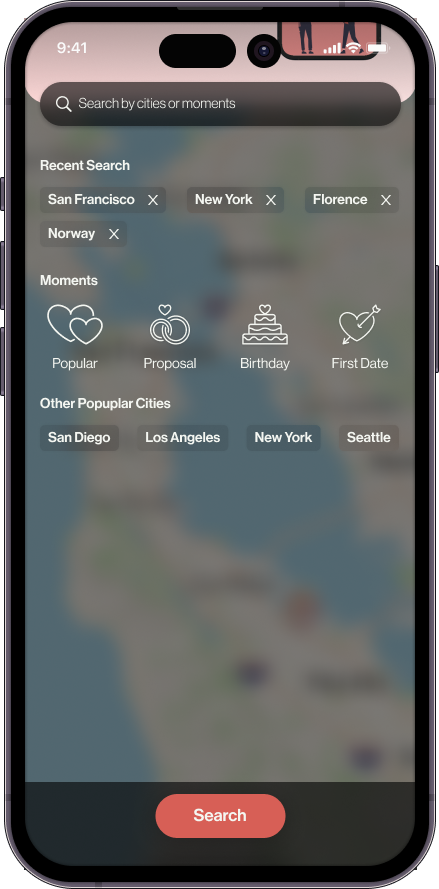 9:41
Search by cities or moments
Recent Search
San Francisco X New York X Florence X
Norway X
Moments
Popular Proposal Birthday First Date
Other Popuplar Cities
San Diego Los Angeles New York Seattle
Search